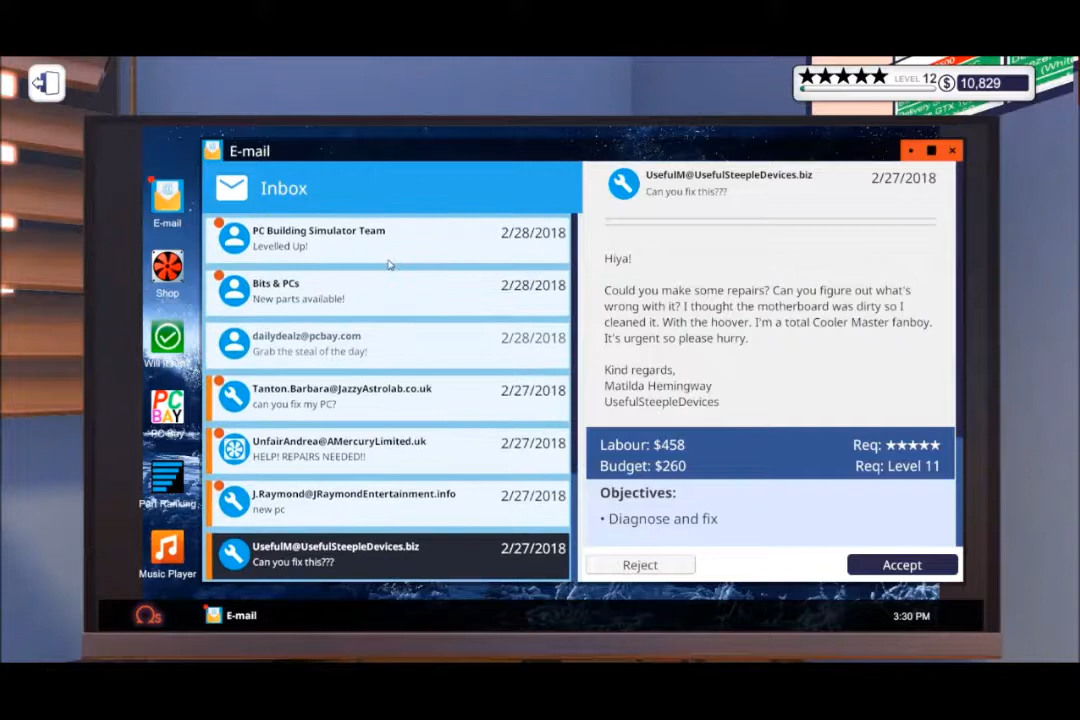 ★★★★★ LEVEL 12 $ 10,829
E-mail
Inbox
PC Building Simulator Team 2/28/2018
Levelled Up!
Bits & PCs 2/28/2018
New parts available!
dailydealz@pcbay.com 2/28/2018
Grab the steal of the day!
Tanton.Barbara@JazzyAstrolab.co.uk 2/27/2018
can you fix my PC?
UnfairAndrea@AMercuryLimited.uk 2/27/2018
HELP! REPAIRS NEEDED!!
J.Raymond@JRaymondEntertainment.info 2/27/2018
new pc
UsefulM@UsefulSteepleDevices.biz 2/27/2018
Can you fix this???
UsefulM@UsefulSteepleDevices.biz 2/27/2018
Can you fix this???
Hiya!
Could you make some repairs? Can you figure out what's
wrong with it? I thought the motherboard was dirty so I
cleaned it. With the hoover. I'm a total Cooler Master fanboy.
It's urgent so please hurry.
Kind regards,
Matilda Hemingway
UsefulSteepleDevices
Labour: $458 Req: ★★★★★
Budget: $260 Req: Level 11
Objectives:
• Diagnose and fix
Reject Accept
E-mail
Shop
PC
BAY
PC Bay
Part Ranking
Music Player
E-mail
3:30 PM